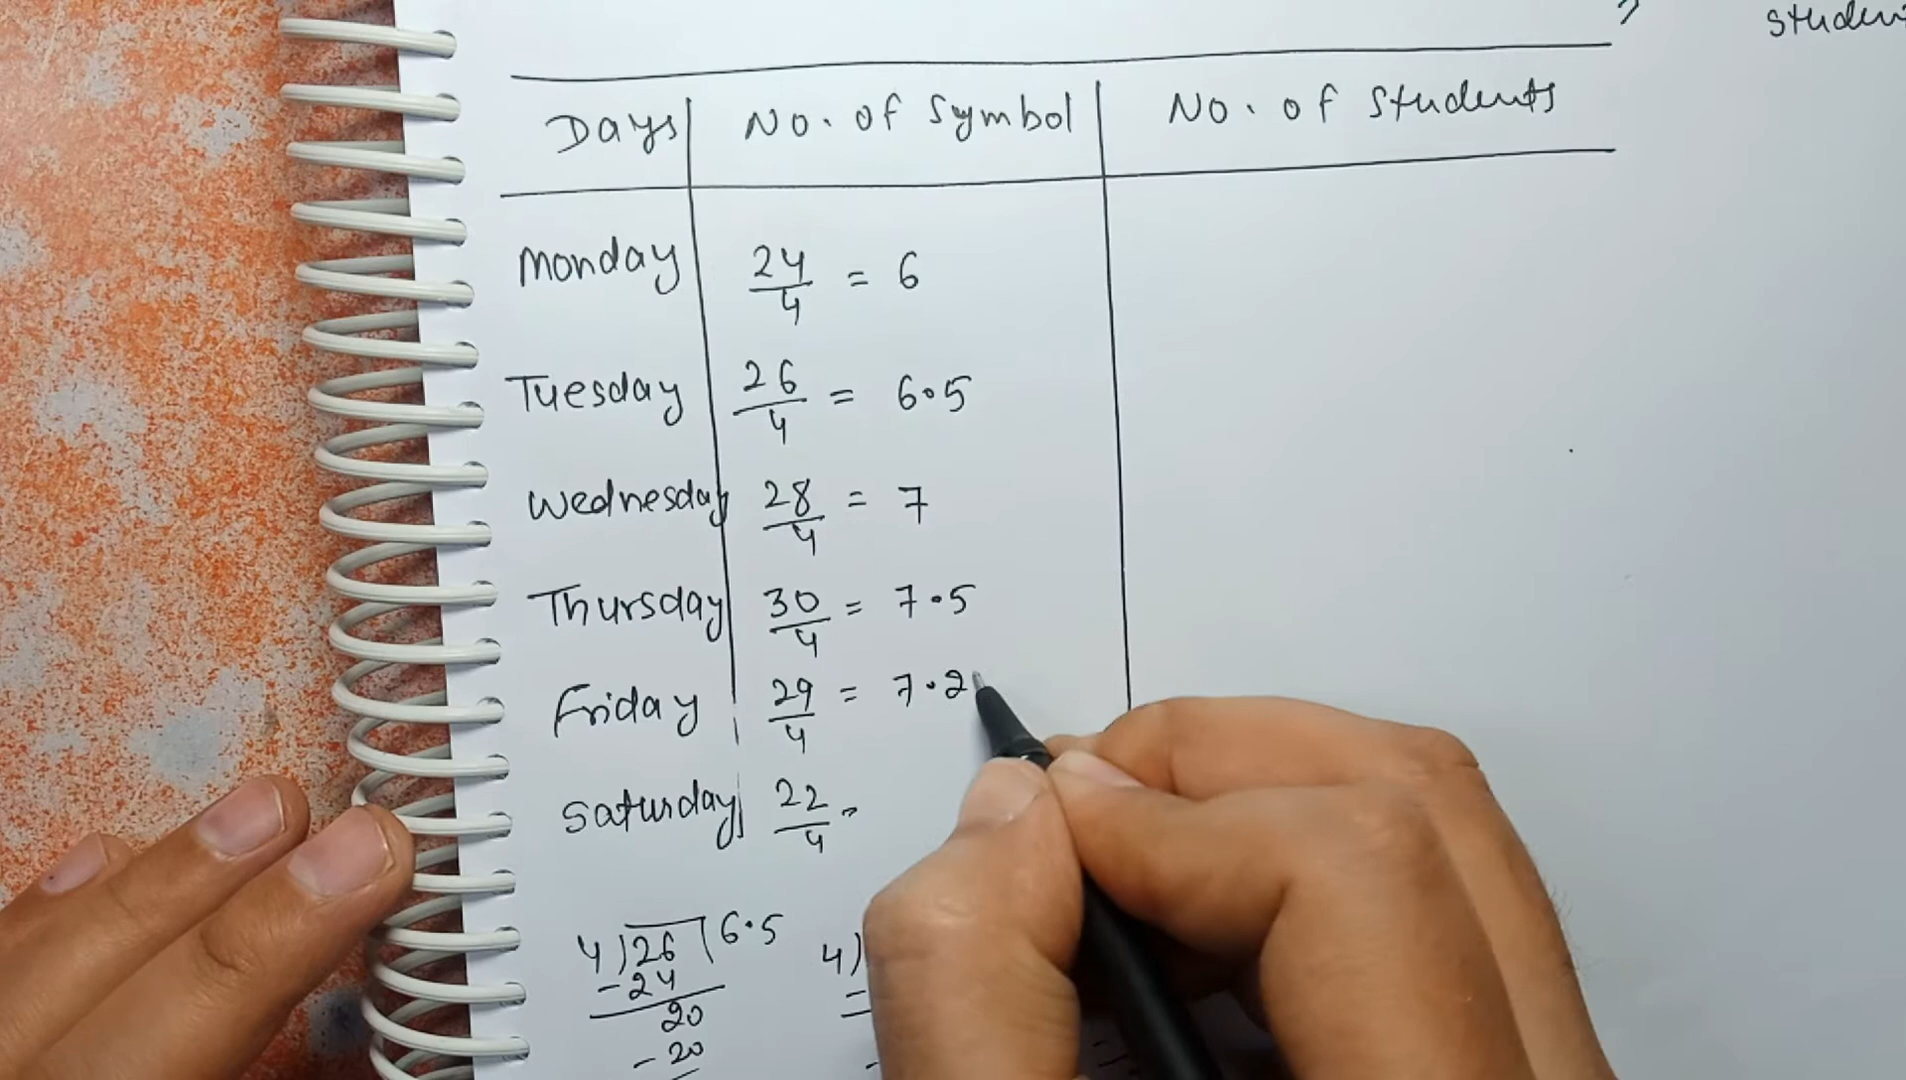 Days No. of Symbol No. of Students
Monday 24/4 = 6
Tuesday 26/4 = 6.5
Wednesday 28/4 = 7
Thursday 30/4 = 7.5
Friday 29/4 = 7.2
Saturday 22/4 =
4)26(6.5
-24
20
-20
4)